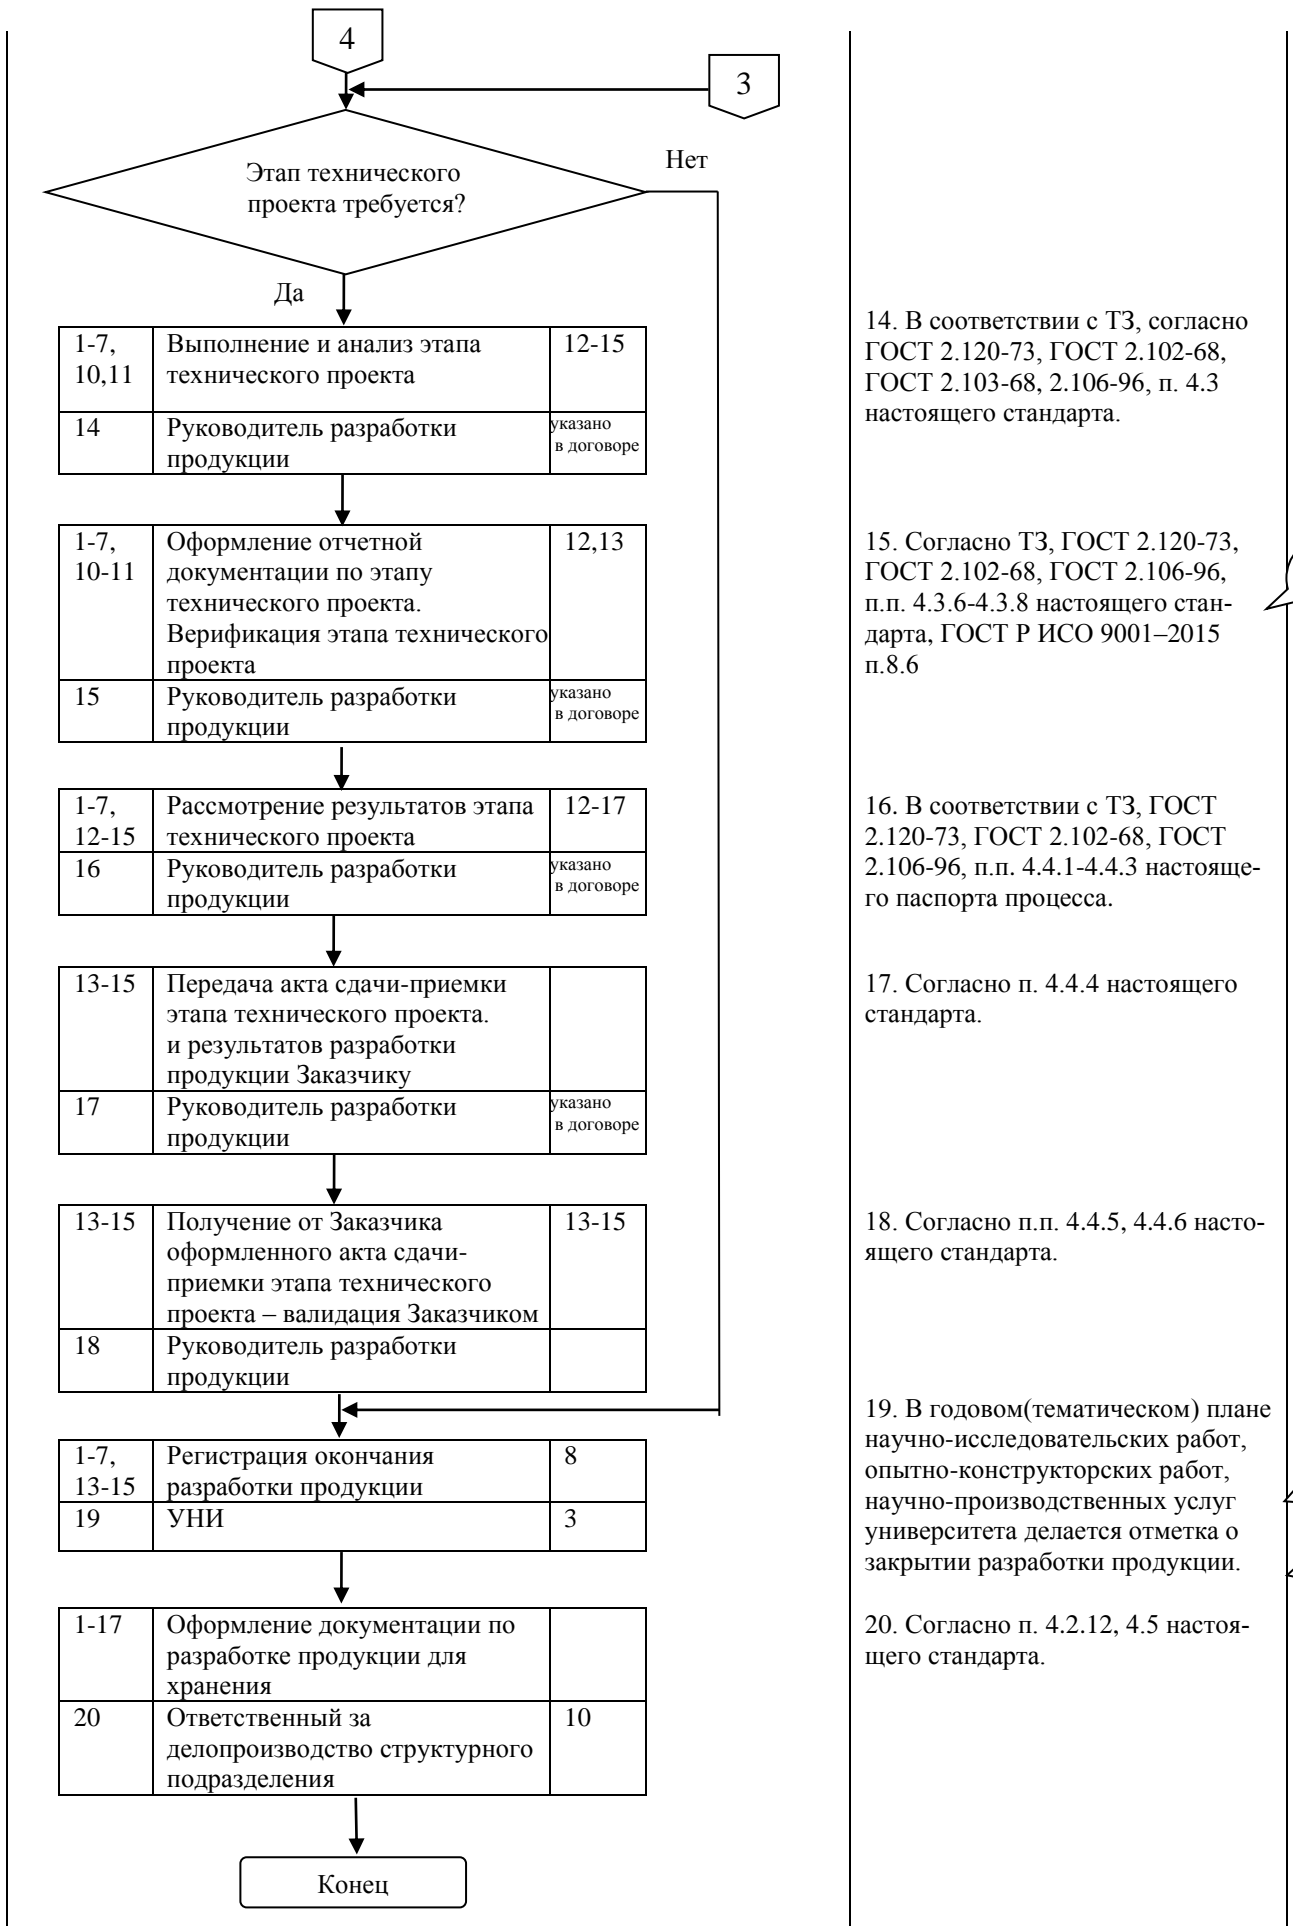 4
3
Нет
Этап технического
проекта требуется?
Да
1-7,
10,11
Выполнение и анализ этапа
технического проекта
12-15
14
Руководитель разработки
продукции
указано
в договоре
14. В соответствии с ТЗ, согласно
ГОСТ 2.120-73, ГОСТ 2.102-68,
ГОСТ 2.103-68, 2.106-96, п. 4.3
настоящего стандарта.
1-7,
10-11
Оформление отчетной
документации по этапу
технического проекта.
Верификация этапа технического
проекта
12,13
15
Руководитель разработки
продукции
указано
в договоре
15. Согласно ТЗ, ГОСТ 2.120-73,
ГОСТ 2.102-68, ГОСТ 2.106-96,
п.п. 4.3.6-4.3.8 настоящего стан-
дарта, ГОСТ Р ИСО 9001–2015
п.8.6
1-7,
12-15
Рассмотрение результатов этапа
технического проекта
12-17
16
Руководитель разработки
продукции
указано
в договоре
16. В соответствии с ТЗ, ГОСТ
2.120-73, ГОСТ 2.102-68, ГОСТ
2.106-96, п.п. 4.4.1-4.4.3 настояще-
го паспорта процесса.
13-15
Передача акта сдачи-приемки
этапа технического проекта.
и результатов разработки
продукции Заказчику
17
Руководитель разработки
продукции
указано
в договоре
17. Согласно п. 4.4.4 настоящего
стандарта.
13-15
Получение от Заказчика
оформленного акта сдачи-
приемки этапа технического
проекта – валидация Заказчиком
13-15
18
Руководитель разработки
продукции
18. Согласно п.п. 4.4.5, 4.4.6 насто-
ящего стандарта.
1-7,
13-15
Регистрация окончания
разработки продукции
8
19
УНИ
3
19. В годовом(тематическом) плане
научно-исследовательских работ,
опытно-конструкторских работ,
научно-производственных услуг
университета делается отметка о
закрытии разработки продукции.
1-17
Оформление документации по
разработке продукции для
хранения
20
Ответственный за
делопроизводство структурного
подразделения
10
20. Согласно п. 4.2.12, 4.5 настоя-
щего стандарта.
Конец